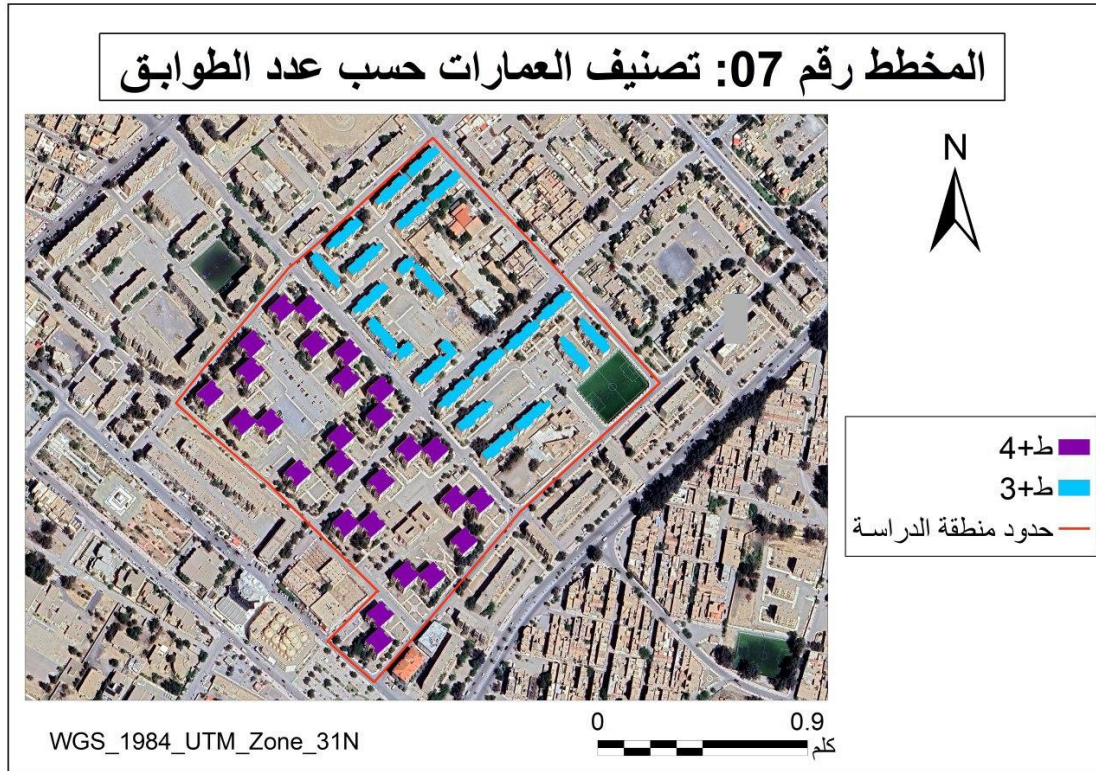 المخطط رقم 07: تصنيف العمارات حسب عدد الطوابق
N
ط+4
ط+3
حدود منطقة الدراسة
0 0.9
كلم
WGS_1984_UTM_Zone_31N